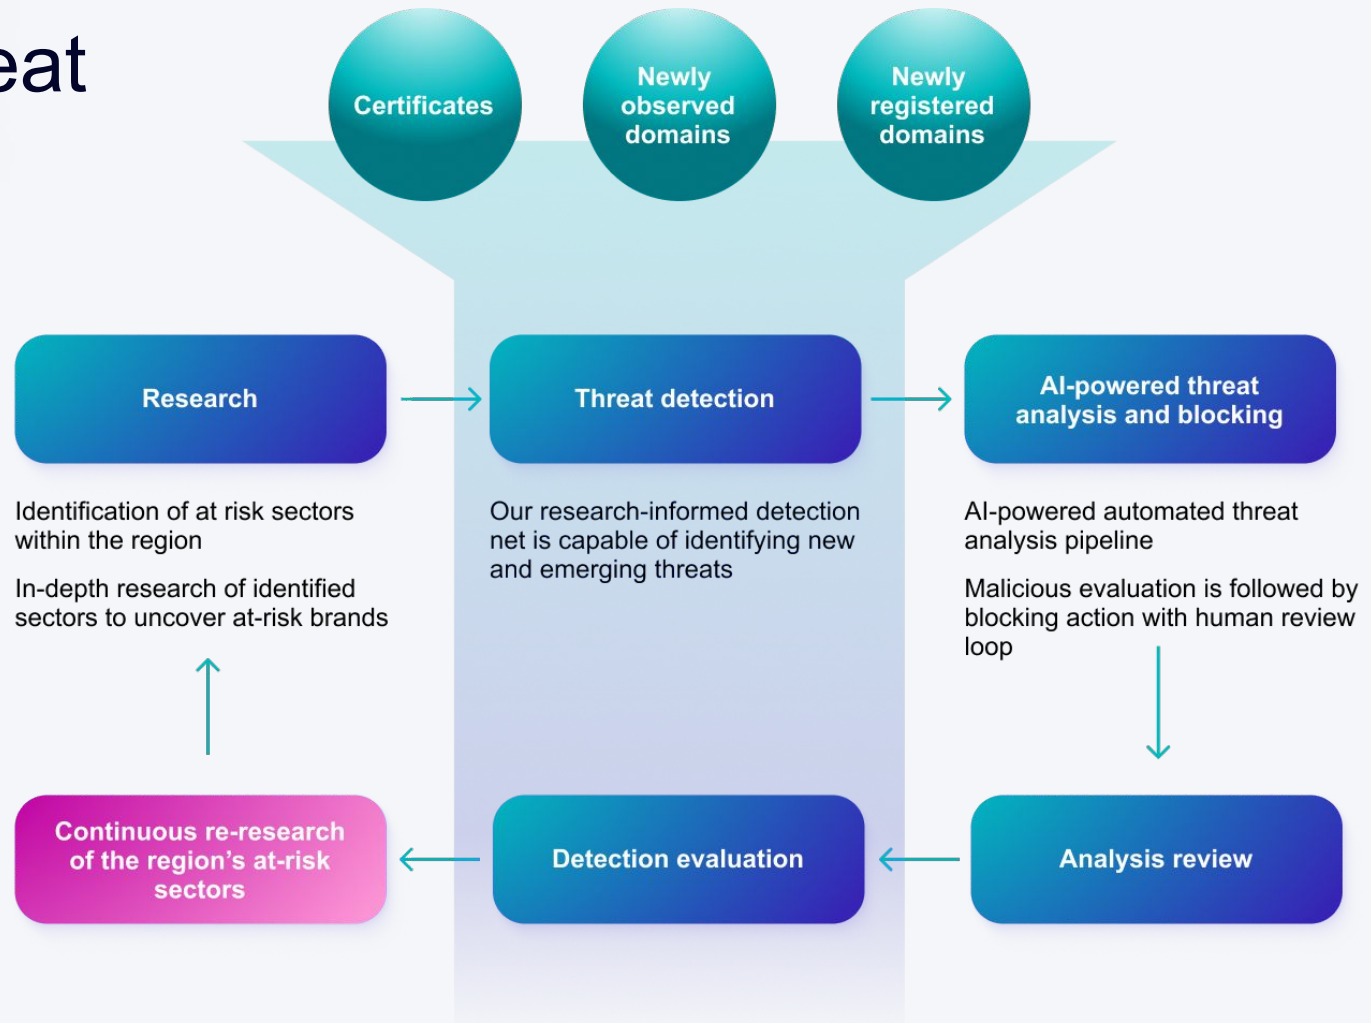 eat
Certificates
Newly
observed
domains
Newly
registered
domains
Research
Threat detection
AI-powered threat
analysis and blocking
Identification of at risk sectors
within the region
In-depth research of identified
sectors to uncover at-risk brands
Our research-informed detection
net is capable of identifying new
and emerging threats
AI-powered automated threat
analysis pipeline
Malicious evaluation is followed by
blocking action with human review
loop
Continuous re-research
of the region’s at-risk
sectors
Detection evaluation
Analysis review